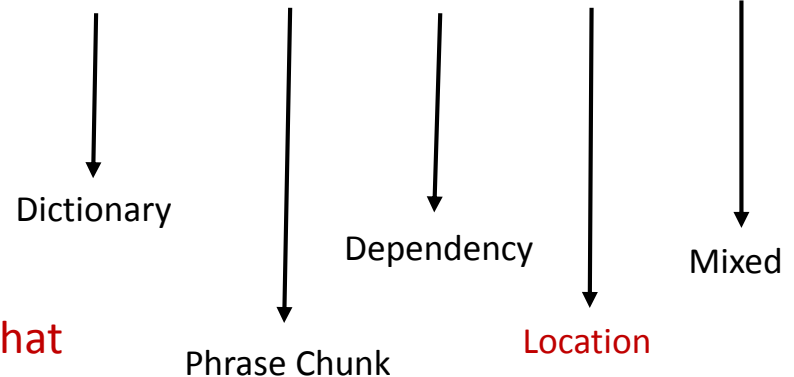 Dictionary
Dependency
Mixed
hat
Phrase Chunk
Location